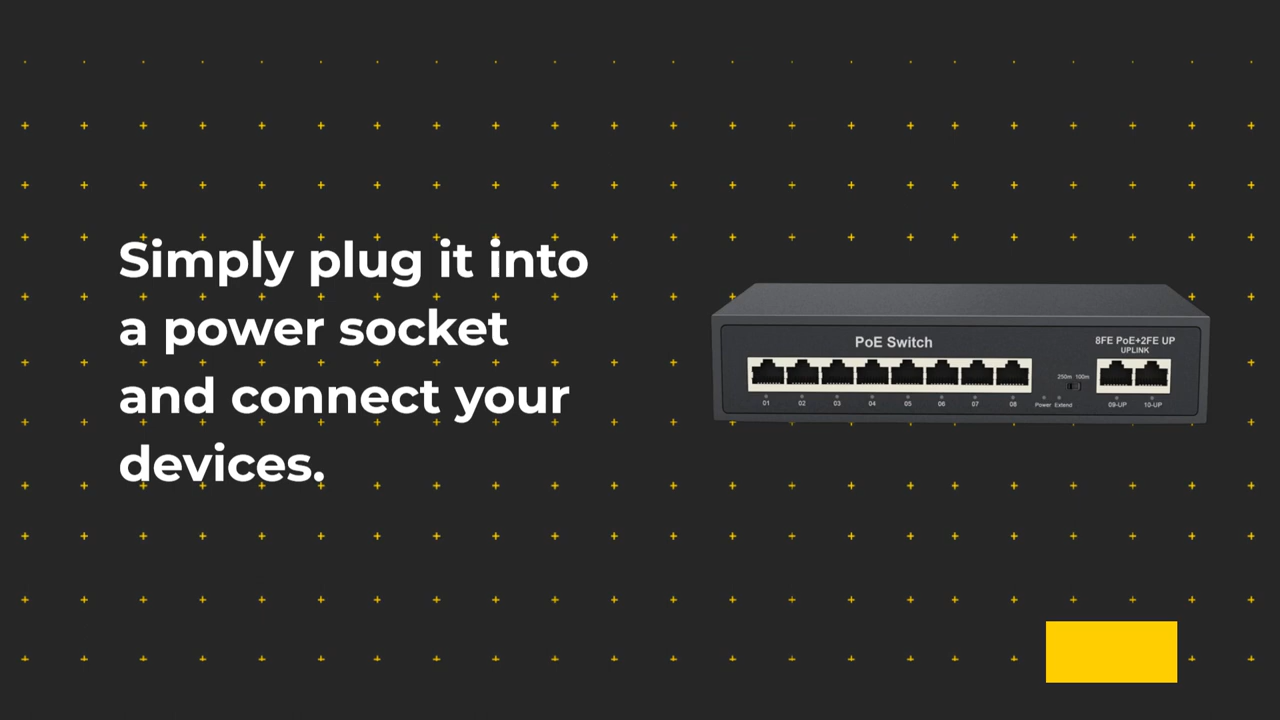 Simply plug it into
a power socket
and connect your
devices.
PoE Switch
8FE PoE+2FE UP
UPLINK
250m 100m
01 02 03 04 05 06 07 08 Power Extend 09-UP 10-UP